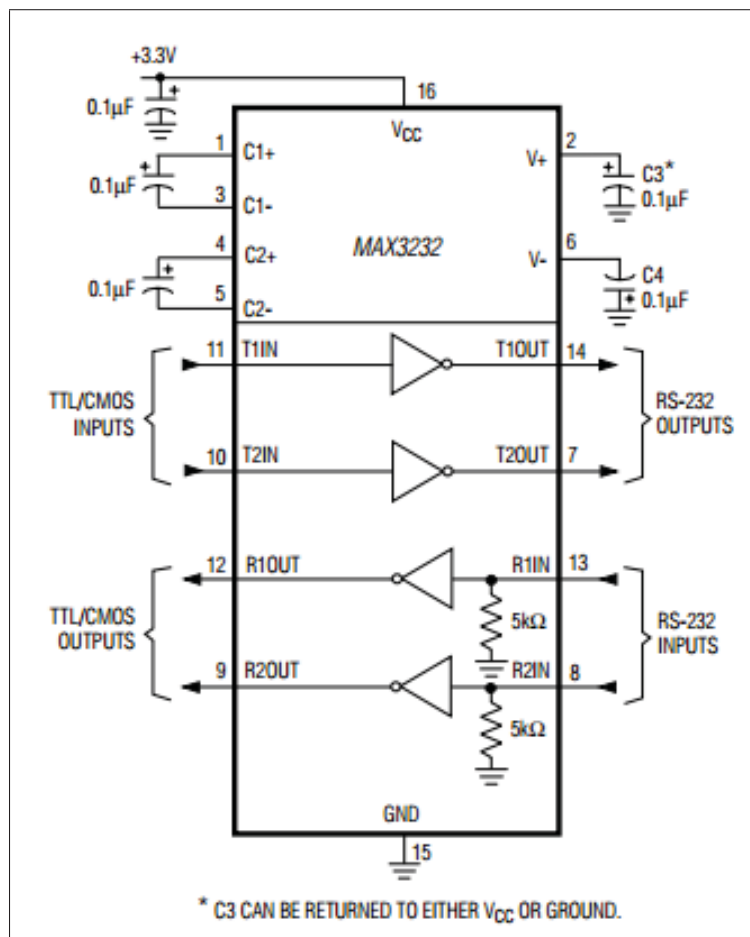 +3.3V
0.1µF
16
VCC
1
C1+
0.1µF
3
C1-
2
V+
C3*
0.1µF
MAX3232
4
C2+
0.1µF
5
C2-
6
V-
C4
0.1µF
11
T1IN
T1OUT
14
TTL/CMOS
INPUTS
RS-232
OUTPUTS
10
T2IN
T2OUT
7
12
R1OUT
R1IN
13
TTL/CMOS
OUTPUTS
5kΩ
RS-232
INPUTS
9
R2OUT
R2IN
8
5kΩ
GND
15
* C3 CAN BE RETURNED TO EITHER VCC OR GROUND.